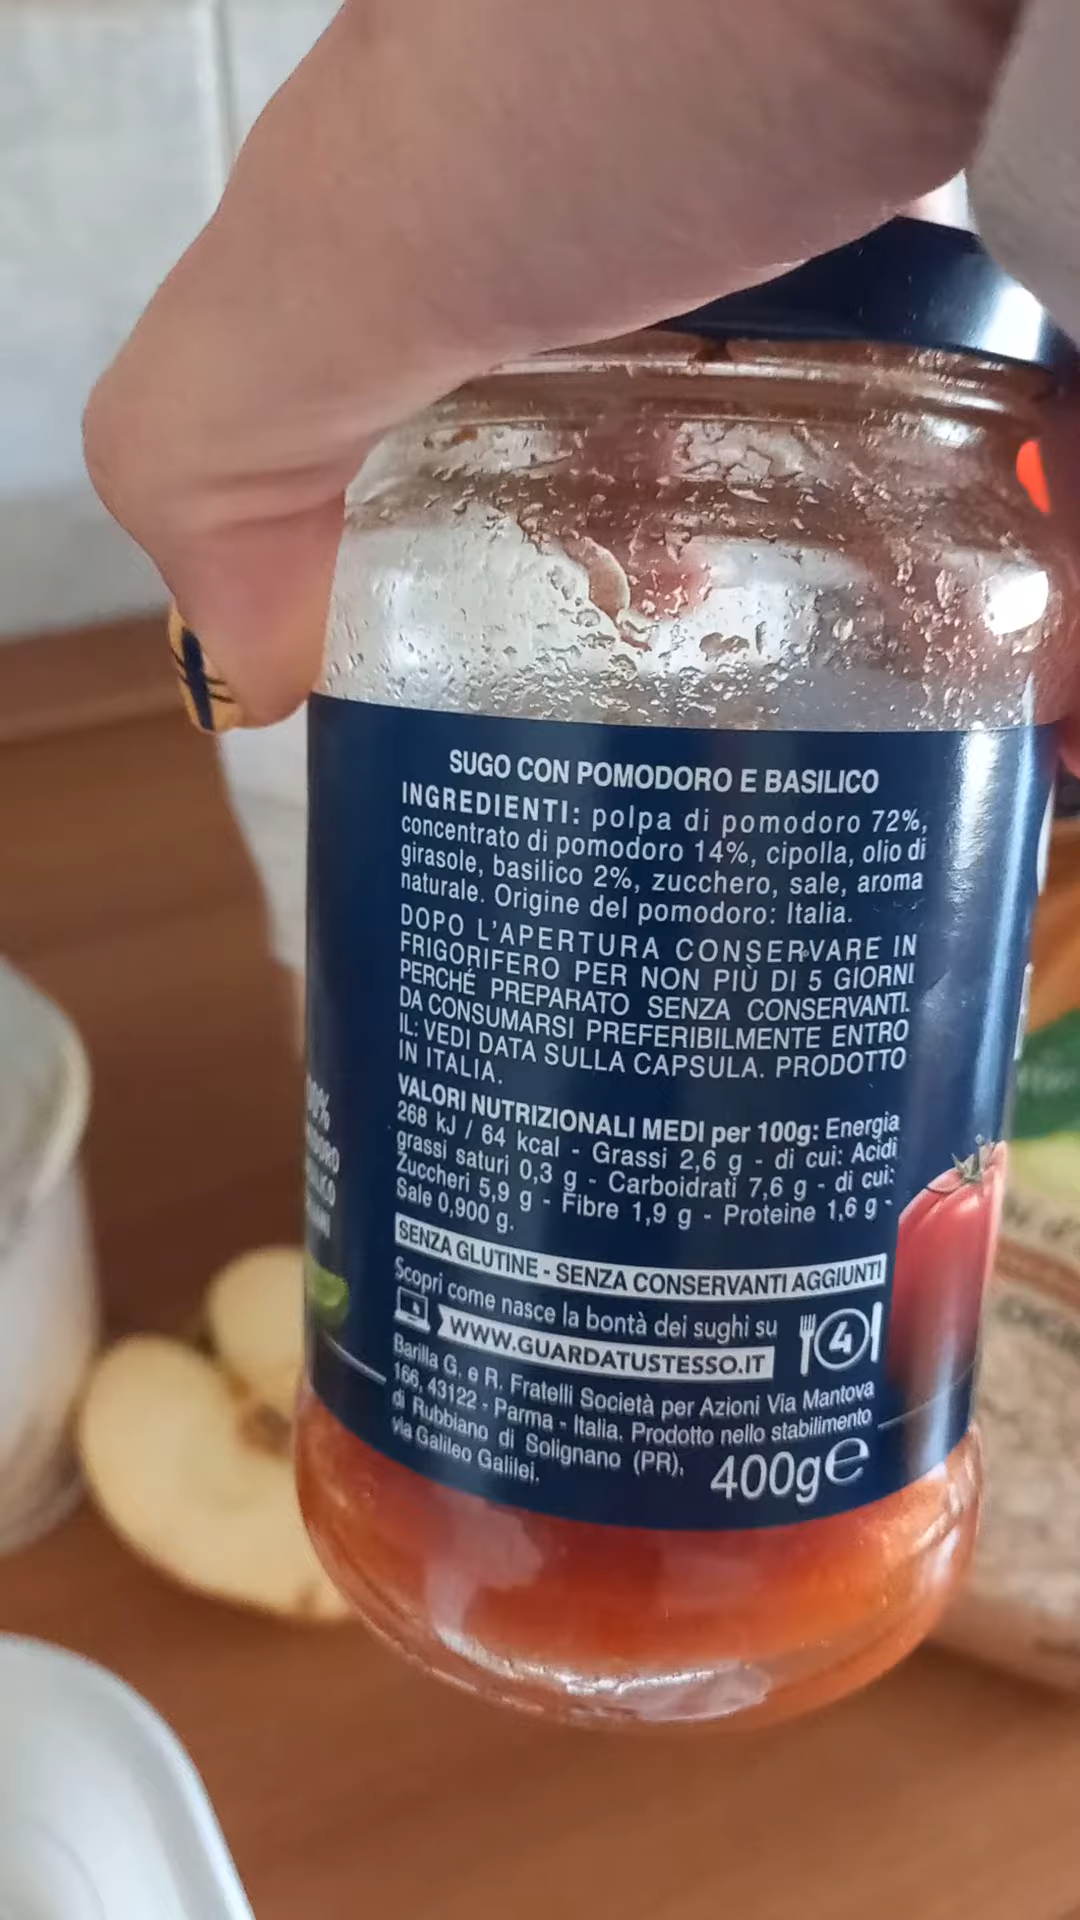 SUGO CON POMODORO E BASILICO
INGREDIENTI: polpa di pomodoro 72%,
concentrato di pomodoro 14%, cipolla, olio di
girasole, basilico 2%, zucchero, sale, aroma
naturale. Origine del pomodoro: Italia.
DOPO L'APERTURA CONSERVARE IN
FRIGORIFERO PER NON PIÙ DI 5 GIORNI
PERCHÉ PREPARATO SENZA CONSERVANTI.
DA CONSUMARSI PREFERIBILMENTE ENTRO
IL: VEDI DATA SULLA CAPSULA. PRODOTTO
IN ITALIA.
VALORI NUTRIZIONALI MEDI per 100g: Energia
268 kJ / 64 kcal - Grassi 2,6 g - di cui: Acidi
grassi saturi 0,3 g - Carboidrati 7,6 g - di cui:
Zuccheri 5,9 g - Fibre 1,9 g - Proteine 1,6 g -
Sale 0,900 g.
SENZA GLUTINE - SENZA CONSERVANTI AGGIUNTI
Scopri come nasce la bontà dei sughi su
WWW.GUARDATUSTESSO.IT
4
Barilla G. e R. Fratelli Società per Azioni Via Mantova
166, 43122 - Parma - Italia. Prodotto nello stabilimento
di Rubbiano di Solignano (PR),
via Galileo Galilei.
400g e